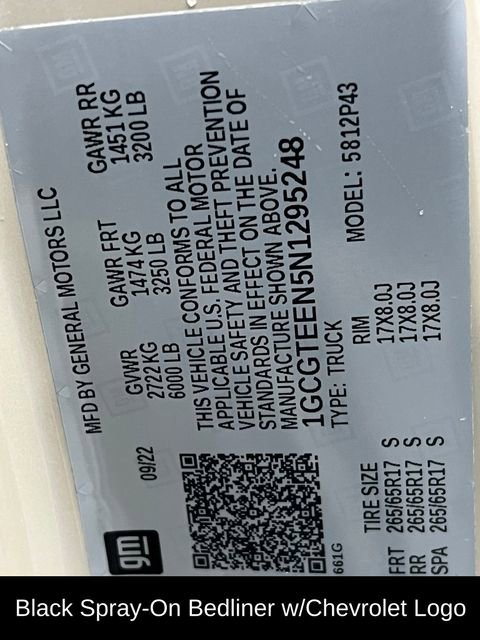 MFD BY GENERAL MOTORS LLC
09/22
GVWR
2722 KG
6000 LB
GAWR FRT
1474 KG
3250 LB
GAWR RR
1451 KG
3200 LB
THIS VEHICLE CONFORMS TO ALL
APPLICABLE U.S. FEDERAL MOTOR
VEHICLE SAFETY AND THEFT PREVENTION
STANDARDS IN EFFECT ON THE DATE OF
MANUFACTURE SHOWN ABOVE.
1GCGTEEN5N1295248
TYPE: TRUCK
MODEL: 5812P43
gm
661G
TIRE SIZE
RIM
FRT 265/65R17 S 17X8.0J
RR 265/65R17 S 17X8.0J
SPA 265/65R17 S 17X8.0J
Black Spray-On Bedliner w/Chevrolet Logo